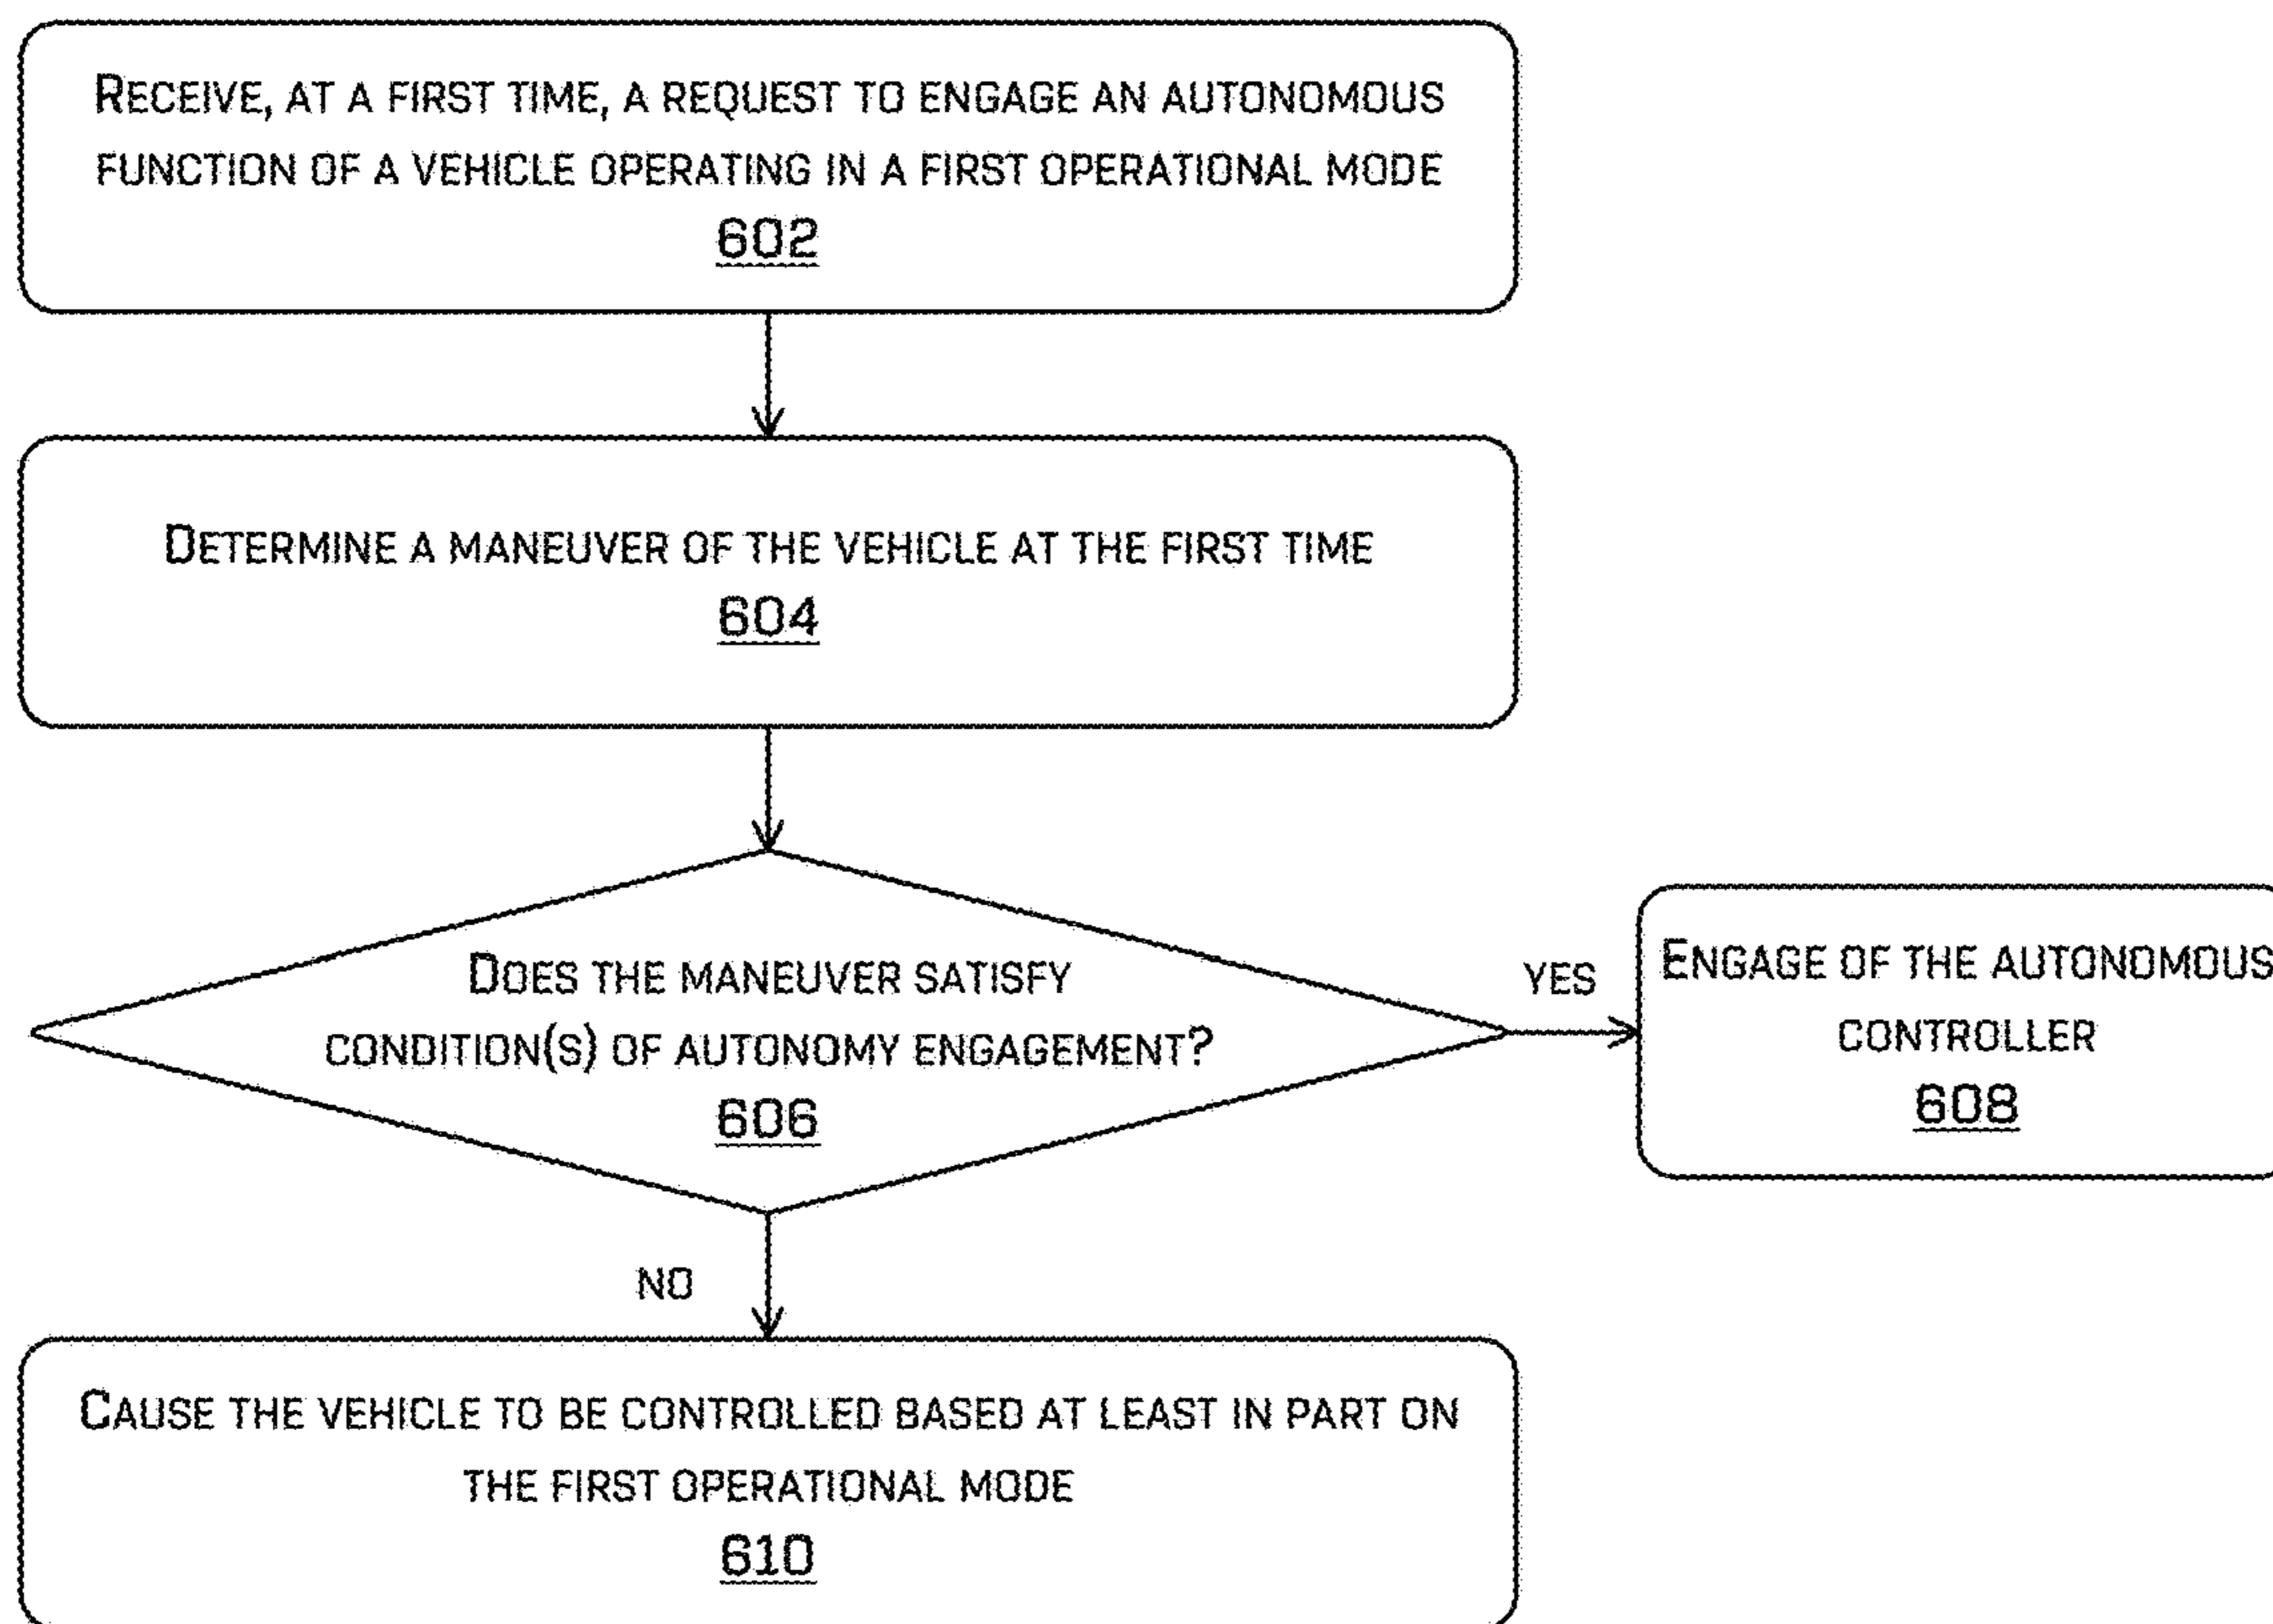 Receive, at a first time, a request to engage an autonomous
function of a vehicle operating in a first operational mode
602
Determine a maneuver of the vehicle at the first time
604
Does the maneuver satisfy
condition(s) of autonomy engagement?
606
yes
Engage of the autonomous
controller
608
no
Cause the vehicle to be controlled based at least in part on
the first operational mode
610